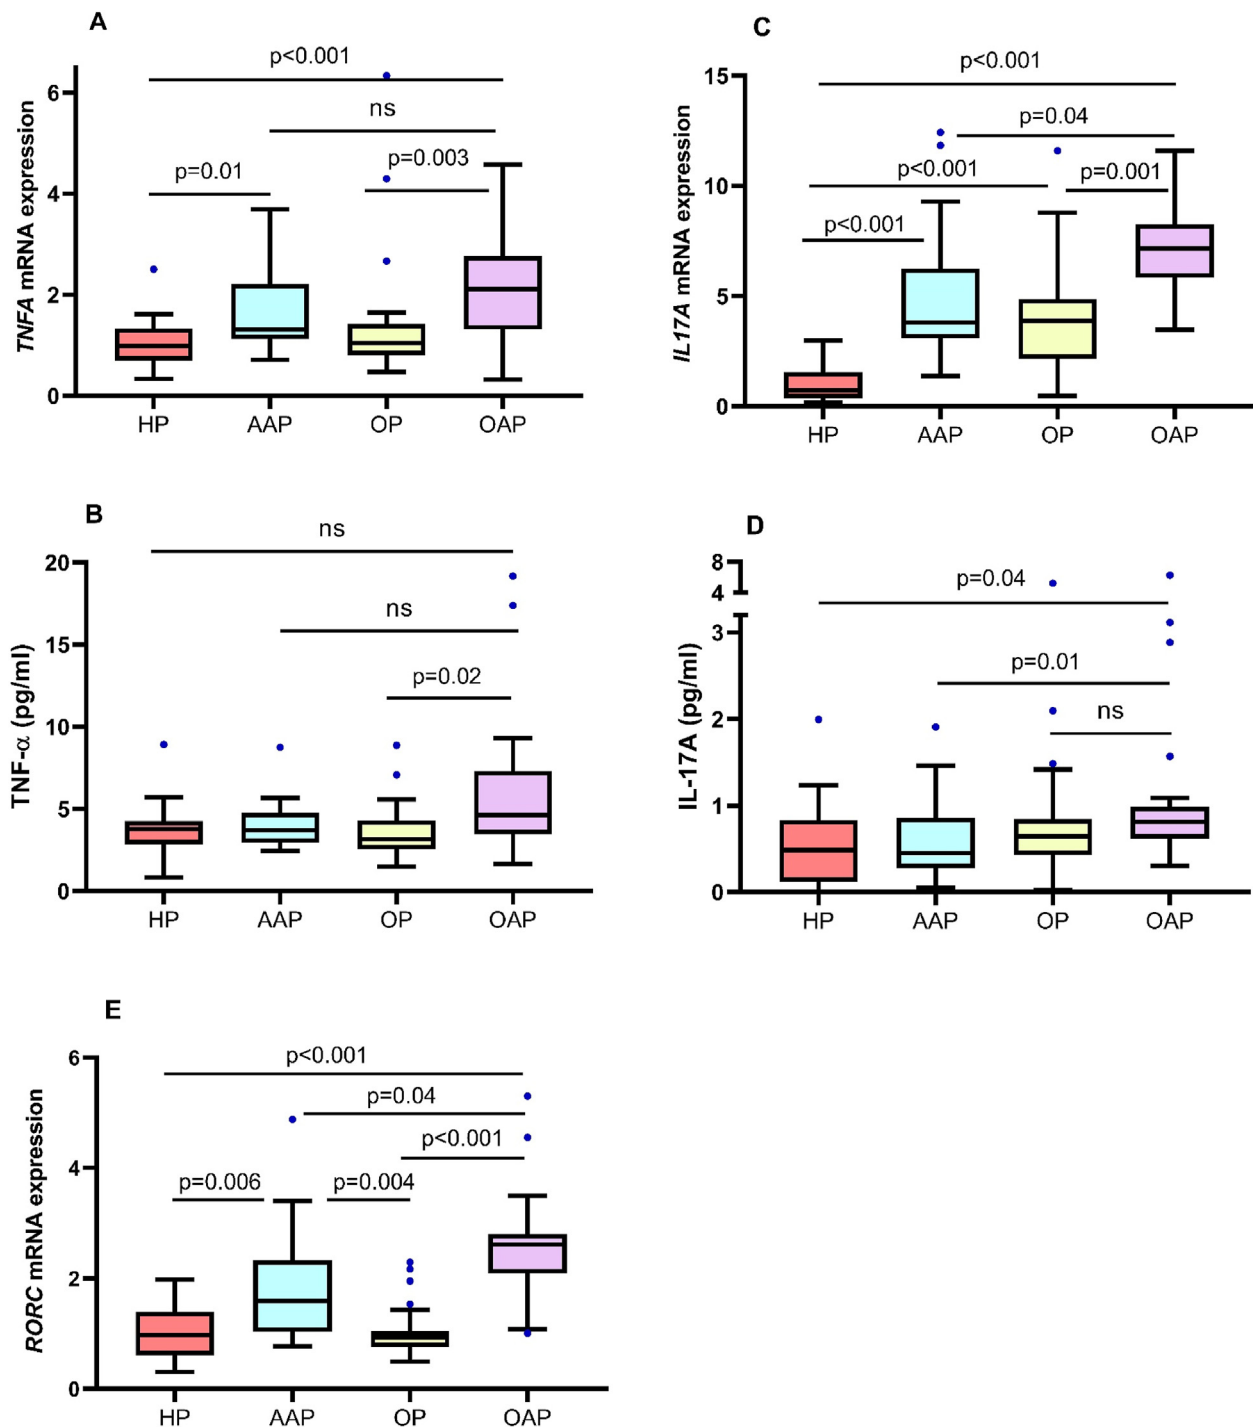 A
p<0.001
ns
p=0.003
p=0.01
TNFA mRNA expression
6
4
2
0
HP AAP OP OAP
C
p<0.001
p=0.04
p<0.001
p=0.001
p<0.001
IL17A mRNA expression
15
10
5
0
HP AAP OP OAP
B
ns
ns
p=0.02
TNF-α (pg/ml)
20
15
10
5
0
HP AAP OP OAP
D
p=0.04
p=0.01
ns
IL-17A (pg/ml)
8
4
3
2
1
0
HP AAP OP OAP
E
p<0.001
p=0.04
p<0.001
p=0.006 p=0.004
RORC mRNA expression
6
4
2
0
HP AAP OP OAP